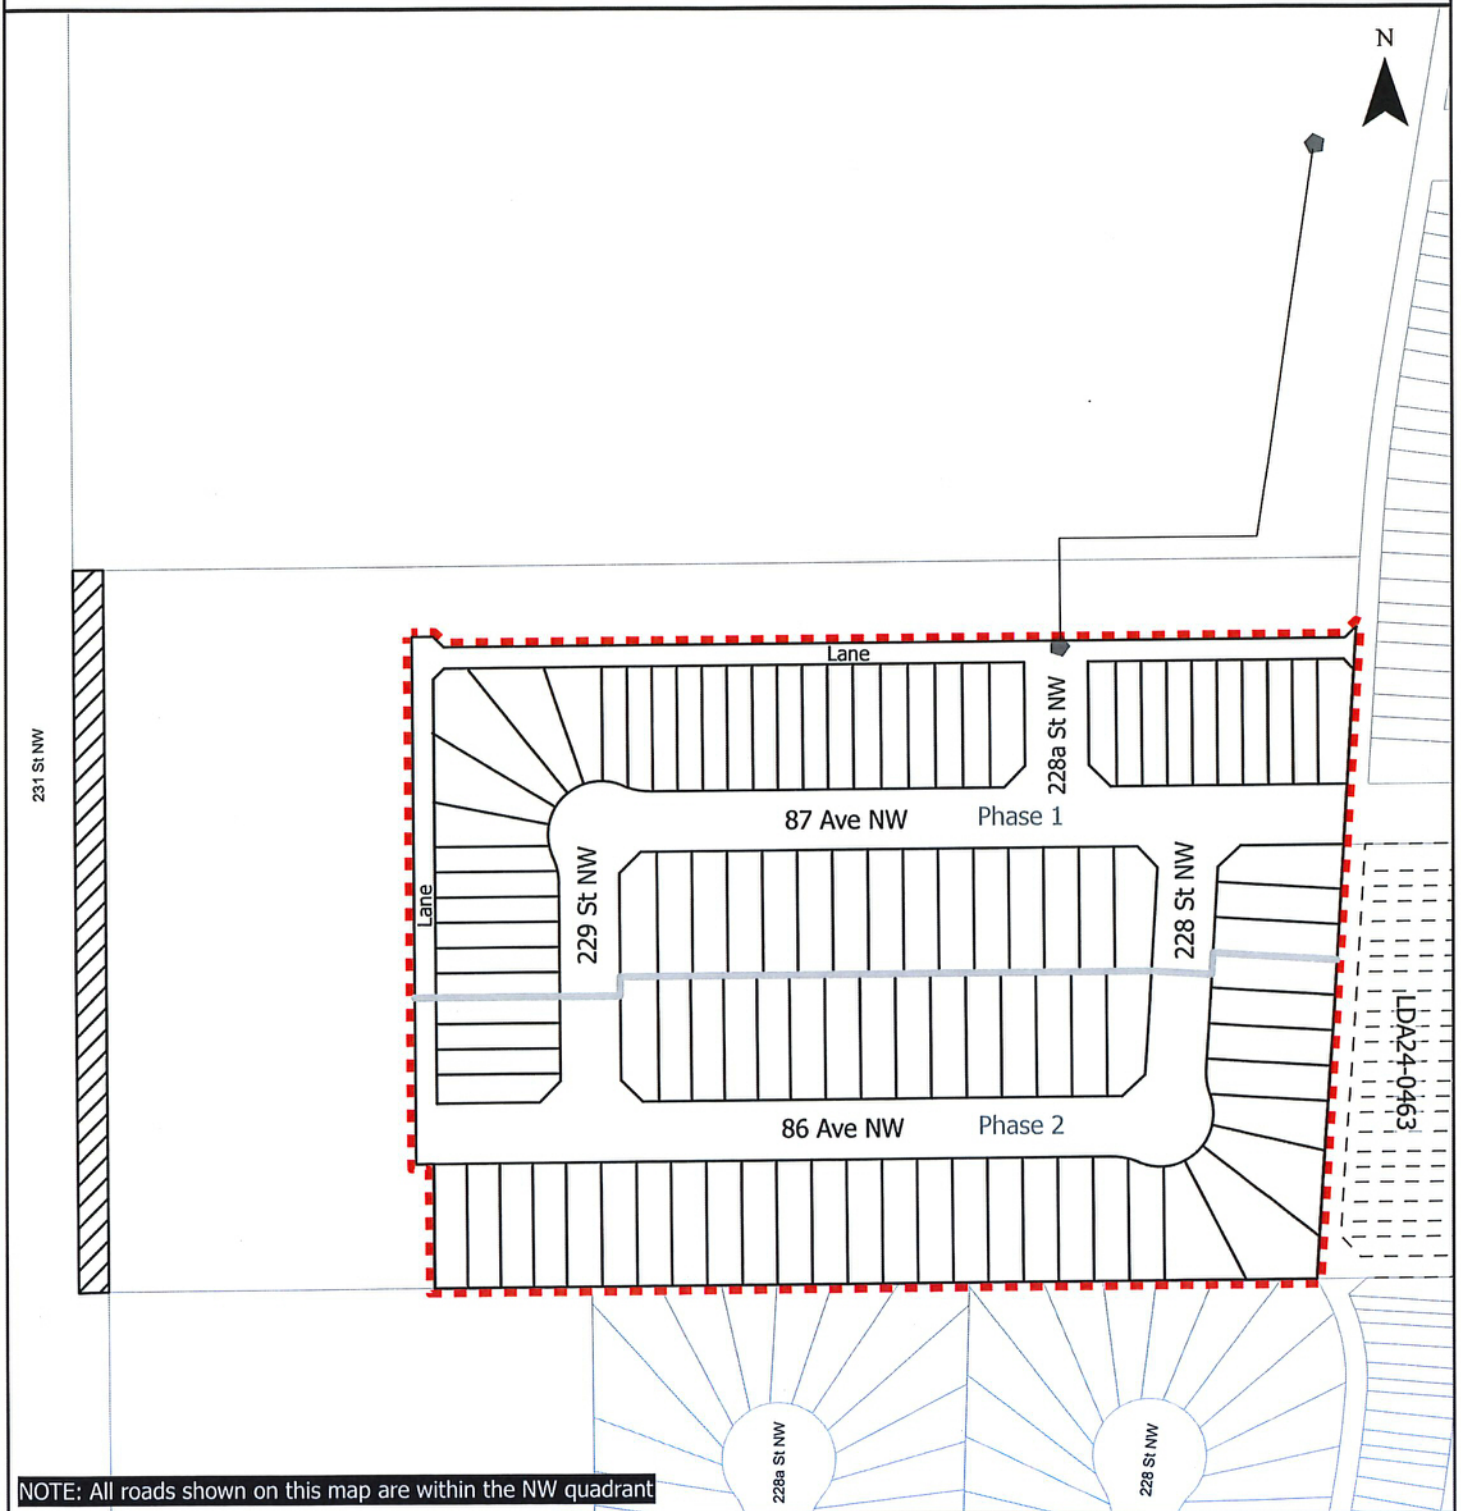 N
Lane
228a St NW
231 St NW
87 Ave NW
Phase 1
Lane
229 St NW
228 St NW
LDA24-0463
86 Ave NW
Phase 2
228a St NW
228 St NW
NOTE: All roads shown on this map are within the NW quadrant